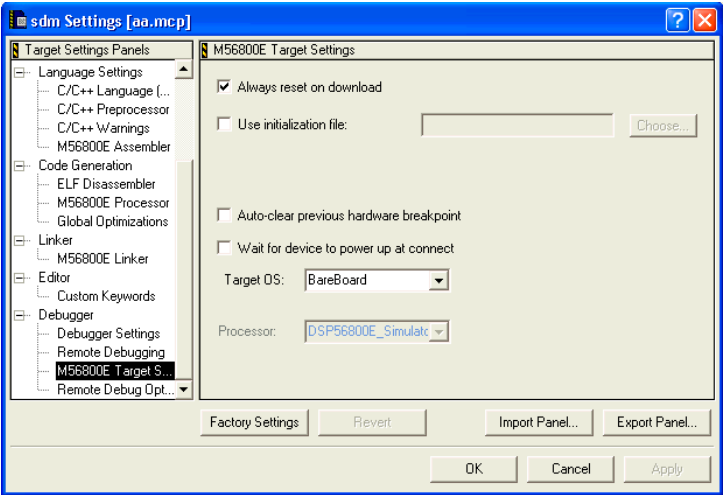 sdm Settings [aa.mcp]
Target Settings Panels
Language Settings
C/C++ Language (...
C/C++ Preprocessor
C/C++ Warnings
M56800E Assembler
Code Generation
ELF Disassembler
M56800E Processor
Global Optimizations
Linker
M56800E Linker
Editor
Custom Keywords
Debugger
Debugger Settings
Remote Debugging
M56800E Target S...
Remote Debug Opt...
M56800E Target Settings
Always reset on download
Use initialization file:
Choose...
Auto-clear previous hardware breakpoint
Wait for device to power up at connect
Target OS: BareBoard
Processor: DSP56800E_Simulatc
Factory Settings
Revert
Import Panel...
Export Panel...
OK
Cancel
Apply